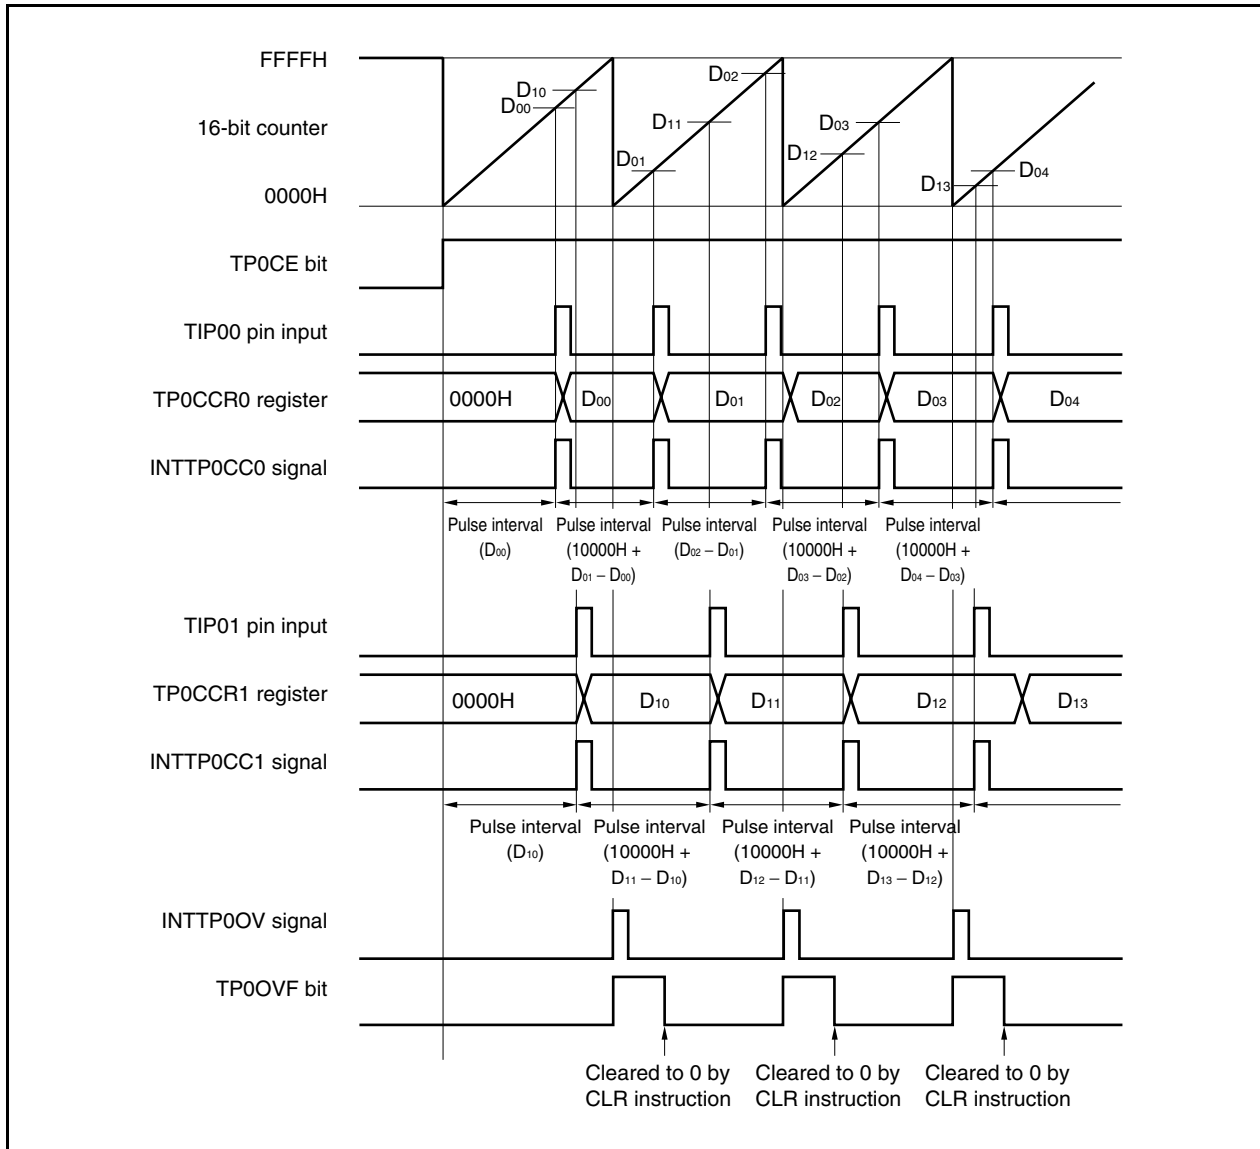 FFFFH
D10
D00
D02
16-bit counter
D11
D03
D01
D12
D04
D13
0000H
TP0CE bit
TIP00 pin input
TP0CCR0 register
0000H
D00
D01
D02
D03
D04
INTTP0CC0 signal
Pulse interval
(D00)
Pulse interval
(10000H +
D01 – D00)
Pulse interval
(D02 – D01)
Pulse interval
(10000H +
D03 – D02)
Pulse interval
(10000H +
D04 – D03)
TIP01 pin input
TP0CCR1 register
0000H
D10
D11
D12
D13
INTTP0CC1 signal
Pulse interval
(D10)
Pulse interval
(10000H +
D11 – D10)
Pulse interval
(10000H +
D12 – D11)
Pulse interval
(10000H +
D13 – D12)
INTTP0OV signal
TP0OVF bit
Cleared to 0 by
CLR instruction
Cleared to 0 by
CLR instruction
Cleared to 0 by
CLR instruction